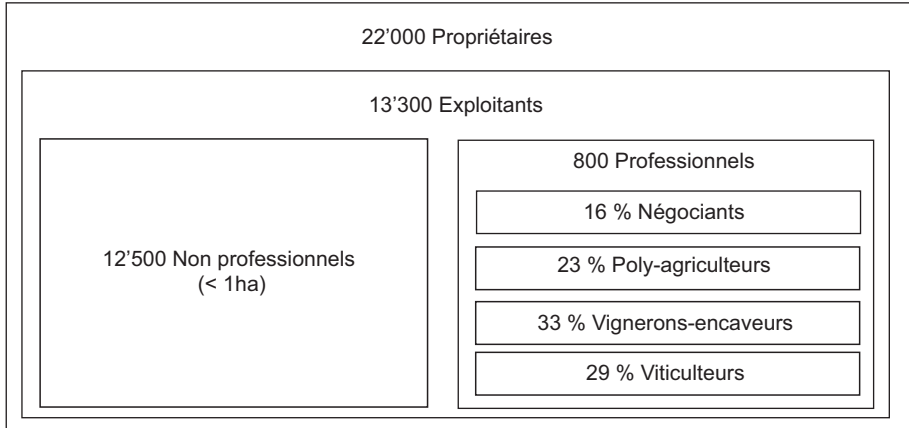 22’000 Propriétaires
13’300 Exploitants
12’500 Non professionnels
(< 1ha)
800 Professionnels
16 % Négociants
23 % Poly-agriculteurs
33 % Vignerons-encaveurs
29 % Viticulteurs